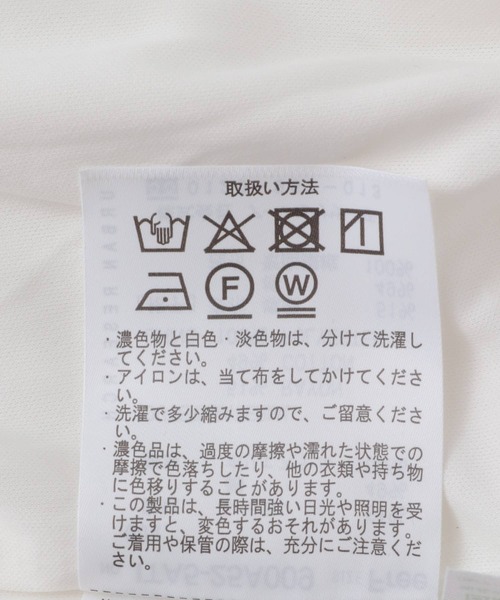 取扱い方法
F
W
・濃色物と白色・淡色物は、分けて洗濯し
てください。
・アイロンは、当て布をしてかけてくださ
い。
・洗濯で多少縮みますので、ご留意くださ
い。
・濃色品は、過度の摩擦や濡れた状態での
摩擦で色落ちしたり、他の衣類や持ち物
に色移りすることがあります。
・この製品は、長時間強い日光や照明を受
けますと、変色するおそれがあります。
ご着用や保管の際は、充分にご注意くだ
さい。